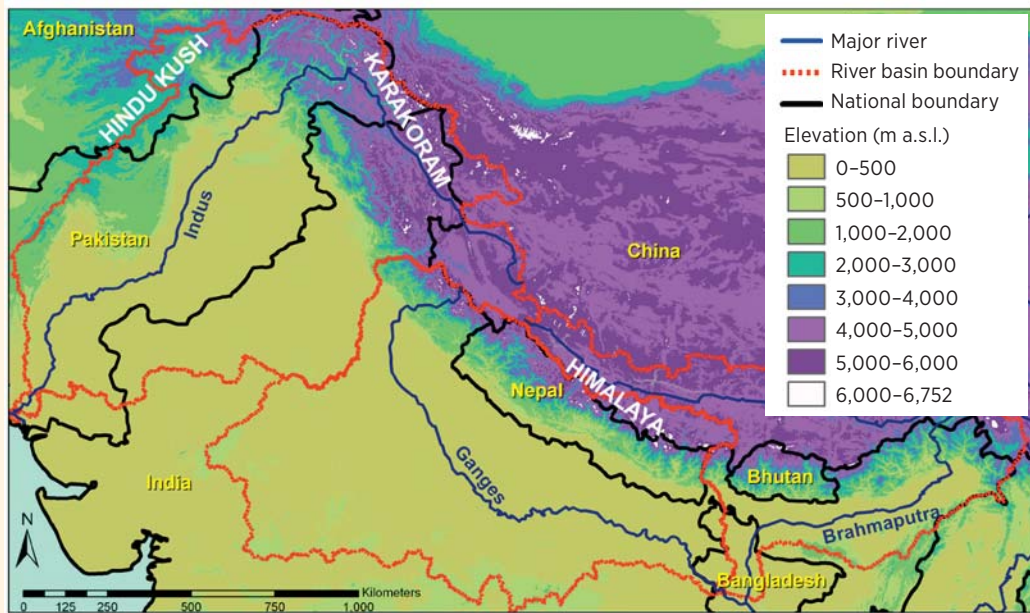 Afghanistan
HINDU KUSH
KARAKORAM
Major river
River basin boundary
National boundary
Elevation (m a.s.l.)
0–500
500–1,000
1,000–2,000
2,000–3,000
3,000–4,000
4,000–5,000
5,000–6,000
6,000–6,752
Indus
Pakistan
China
HIMALAYA
Nepal
Ganges
Bhutan
India
Brahmaputra
Bangladesh
N
Kilometers
0 125 250 500 750 1,000